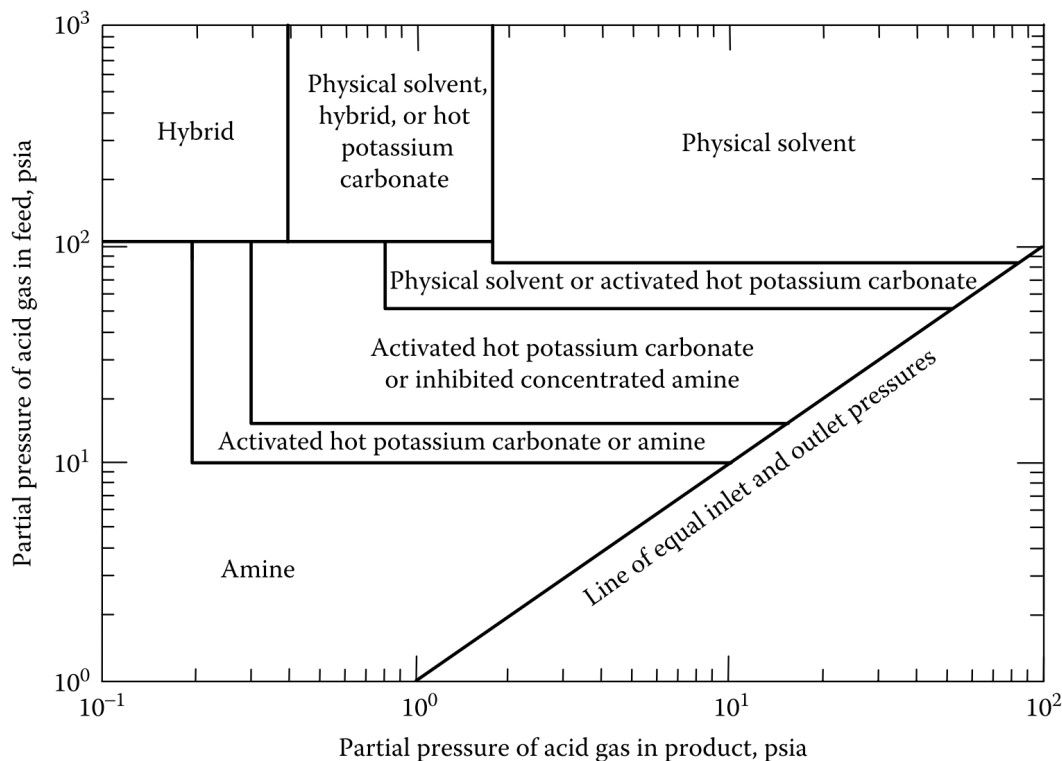 Partial pressure of acid gas in feed, psia
10³
10²
10¹
10⁰
Hybrid
Physical solvent,
hybrid, or hot
potassium
carbonate
Physical solvent
Physical solvent or activated hot potassium carbonate
Activated hot potassium carbonate
or inhibited concentrated amine
Activated hot potassium carbonate or amine
Amine
Line of equal inlet and outlet pressures
10⁻¹
10⁰
10¹
10²
Partial pressure of acid gas in product, psia